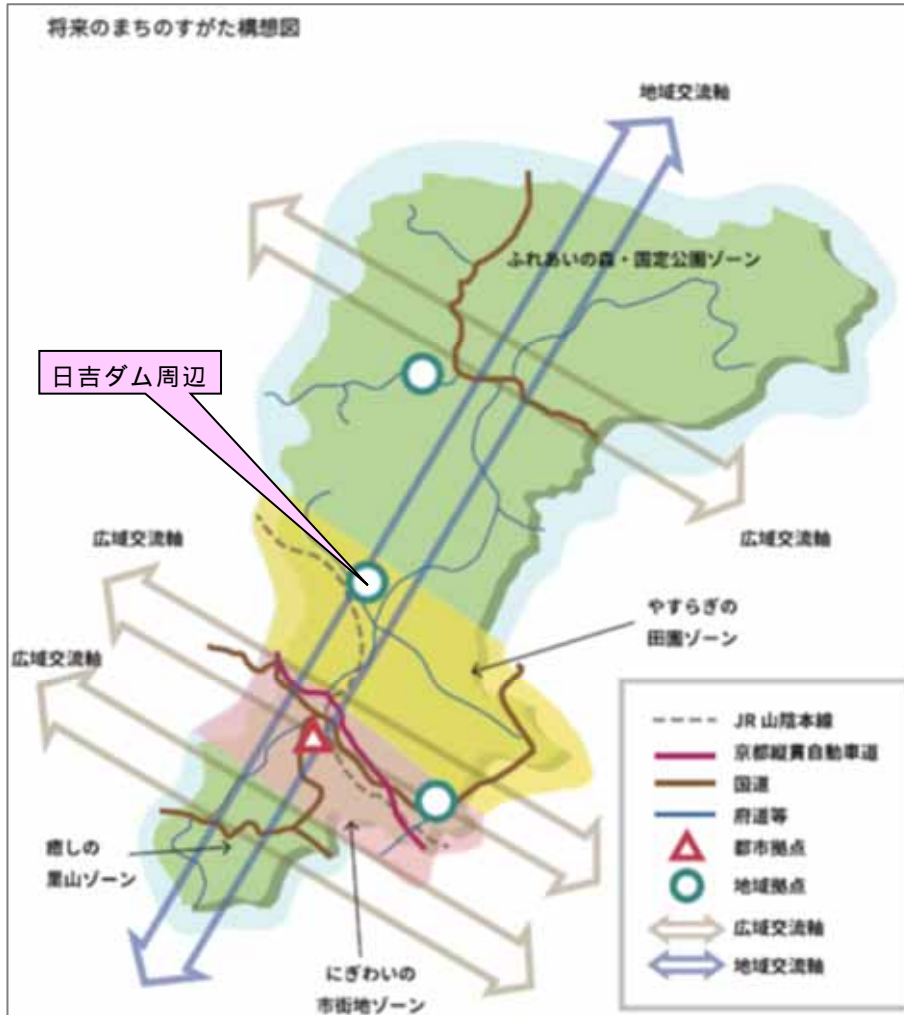 将来のまちのすがた構想図
地域交流軸
ふれあいの森・国定公園ゾーン
日吉ダム周辺
広域交流軸
広域交流軸
やすらぎの
田園ゾーン
広域交流軸
JR山陰本線
京都縦貫自動車道
国道
府道等
都市拠点
地域拠点
広域交流軸
地域交流軸
癒しの
里山ゾーン
にぎわいの
市街地ゾーン